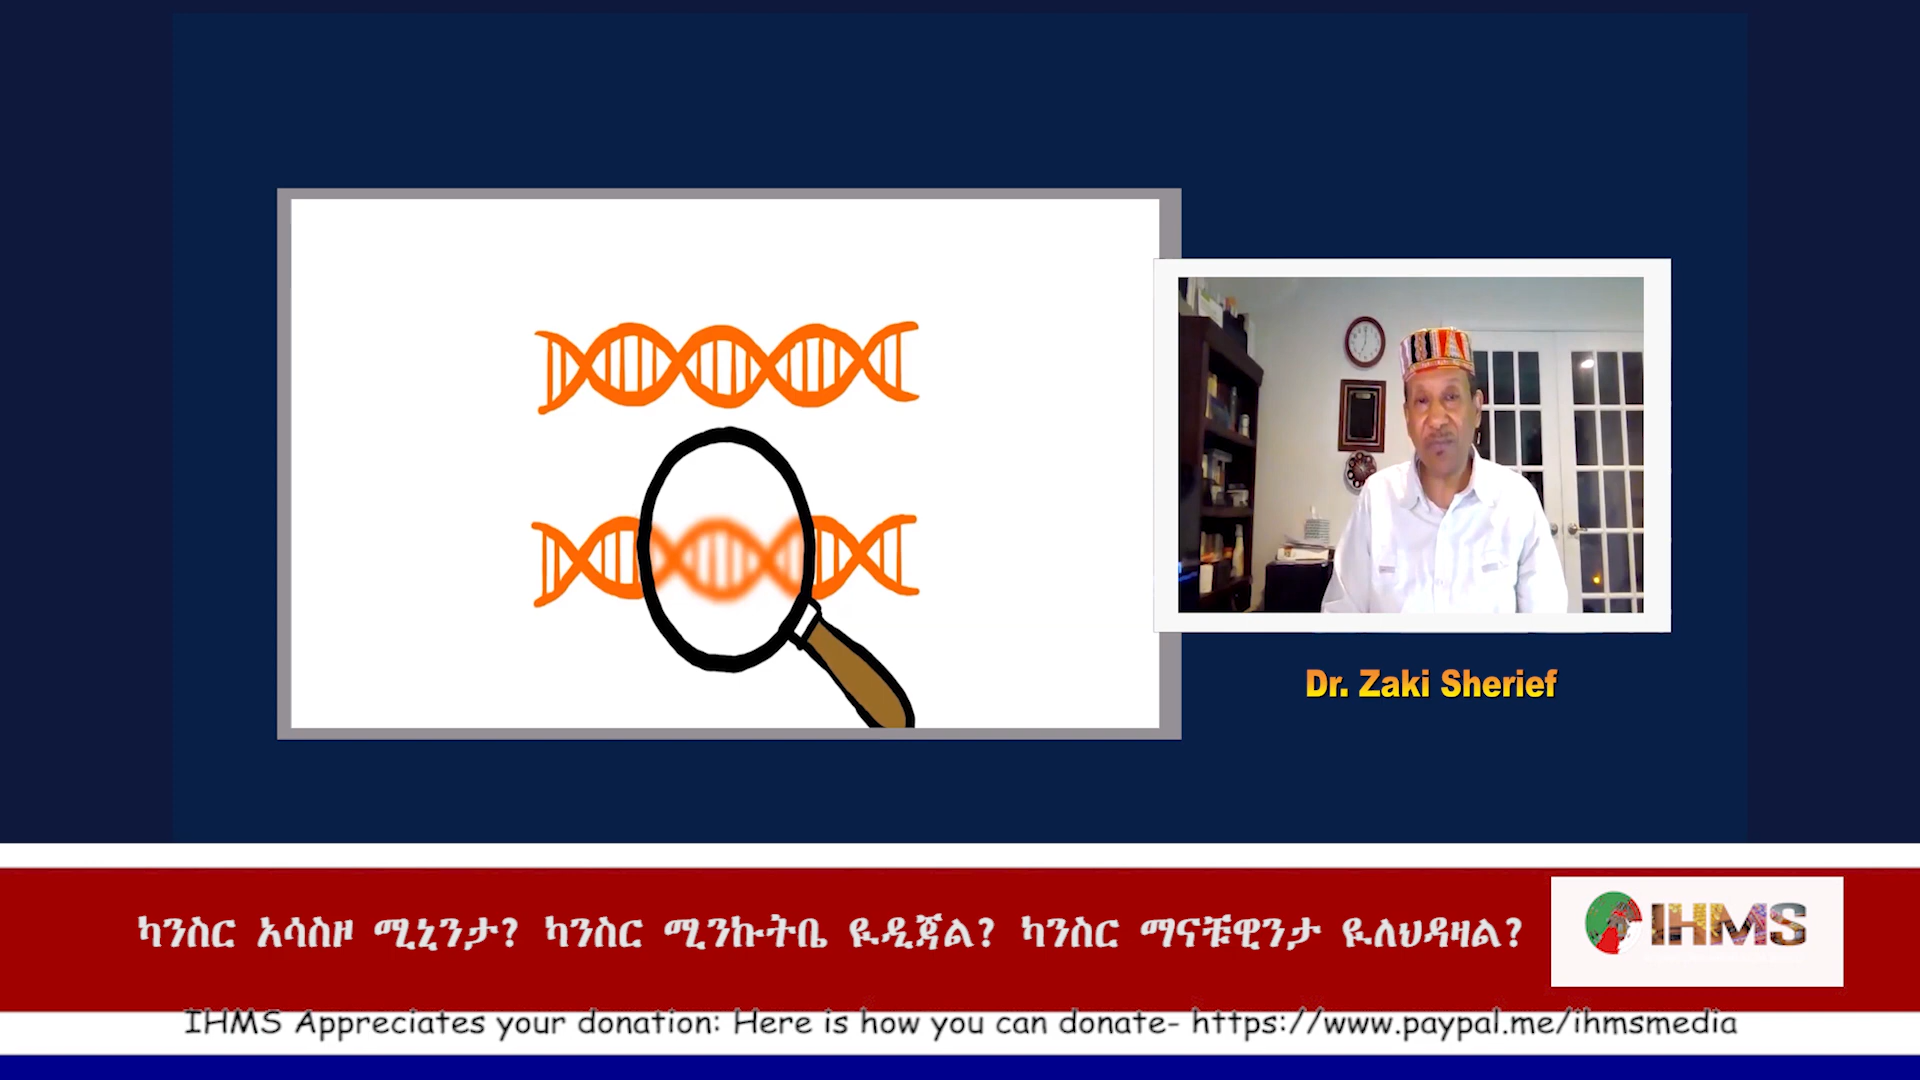 Dr. Zaki Sherief
ካንስር አሳስዞ ሚኒንታ? ካንስር ሚንኩትቤ ዪዲጃል? ካንስር ማናቹዊንታ ዪለህዳዛል?
IHMS
IHMS Appreciates your donation: Here is how you can donate- https://www.paypal.me/ihmsmedia